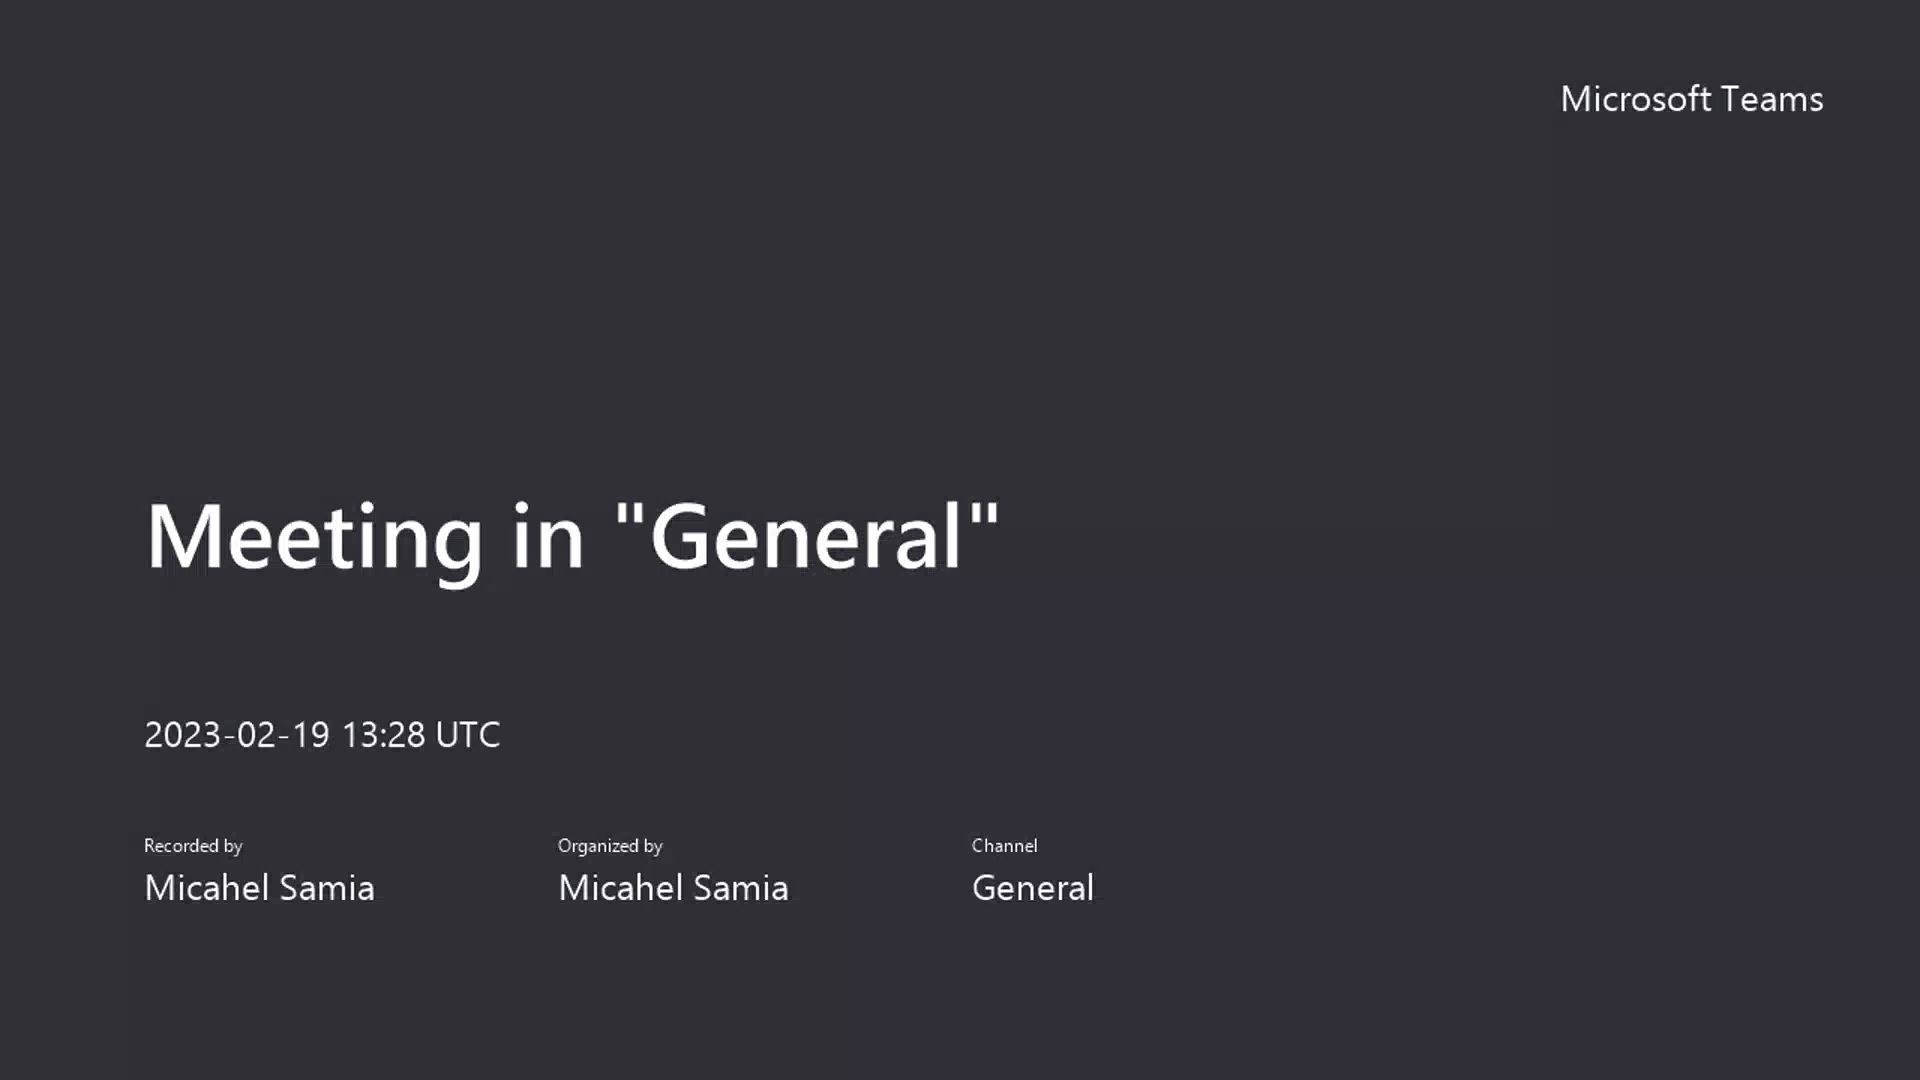 Microsoft Teams
Meeting in "General"
2023-02-19 13:28 UTC
Recorded by
Micahel Samia
Organized by
Micahel Samia
Channel
General